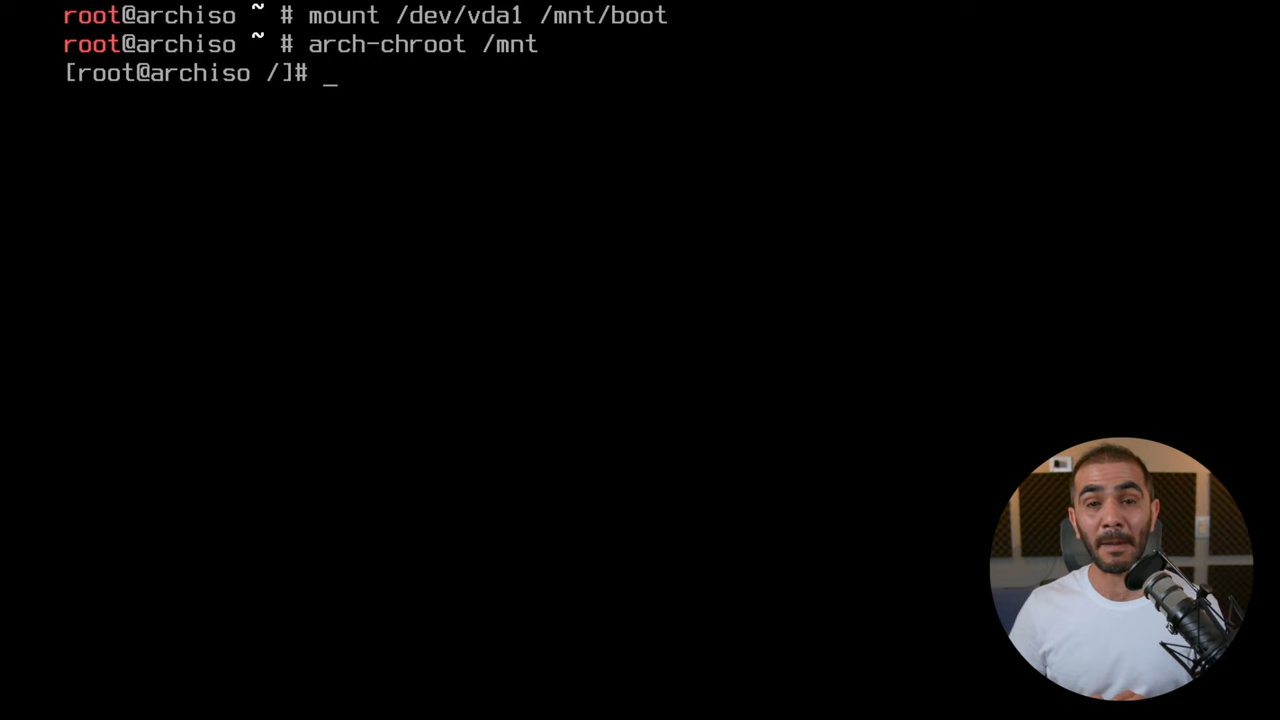 root@archiso ~ # mount /dev/vda1 /mnt/boot
root@archiso ~ # arch-chroot /mnt
[root@archiso /]# _